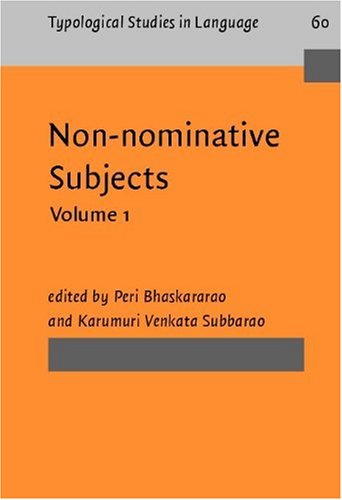 Typological Studies in Language 60
Non-nominative
Subjects
Volume 1
edited by Peri Bhaskararao
and Karumuri Venkata Subbarao